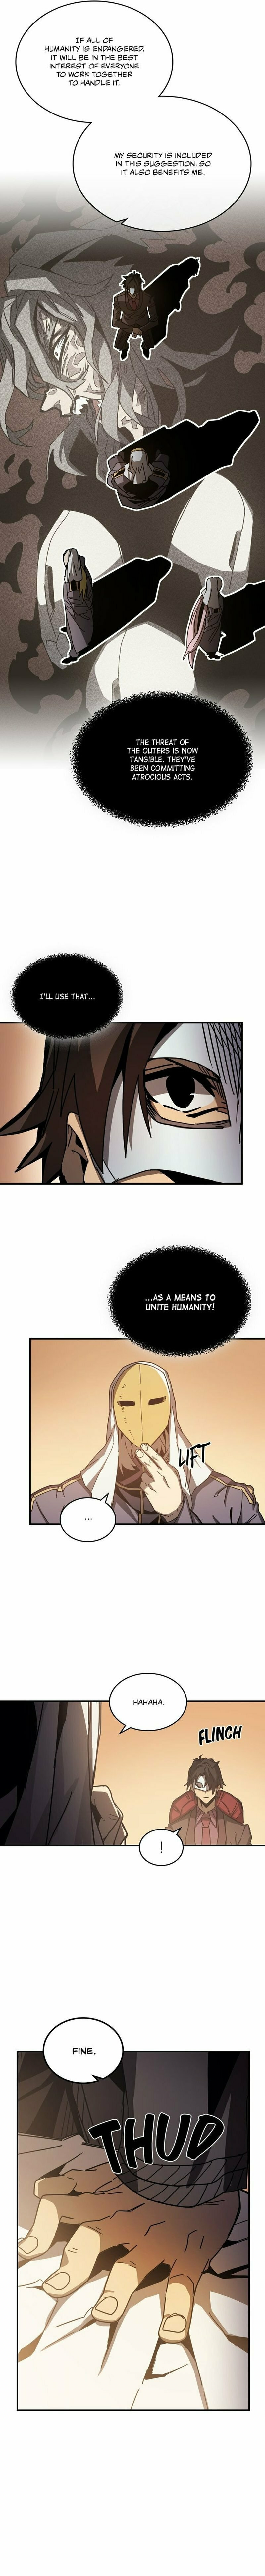 IF ALL OF
HUMANITY IS ENDANGERED,
IT WILL BE IN THE BEST
INTEREST OF EVERYONE
TO WORK TOGETHER
TO HANDLE IT.
MY SECURITY IS INCLUDED
IN THIS SUGGESTION, SO
IT ALSO BENEFITS ME.
THE THREAT OF
THE OUTERS IS NOW
TANGIBLE. THEY'VE
BEEN COMMITTING
ATROCIOUS ACTS.
I'LL USE THAT...
...AS A MEANS TO
UNITE HUMANITY!
LIFT
...
HAHAHA.
FLINCH
!
FINE.
THUD